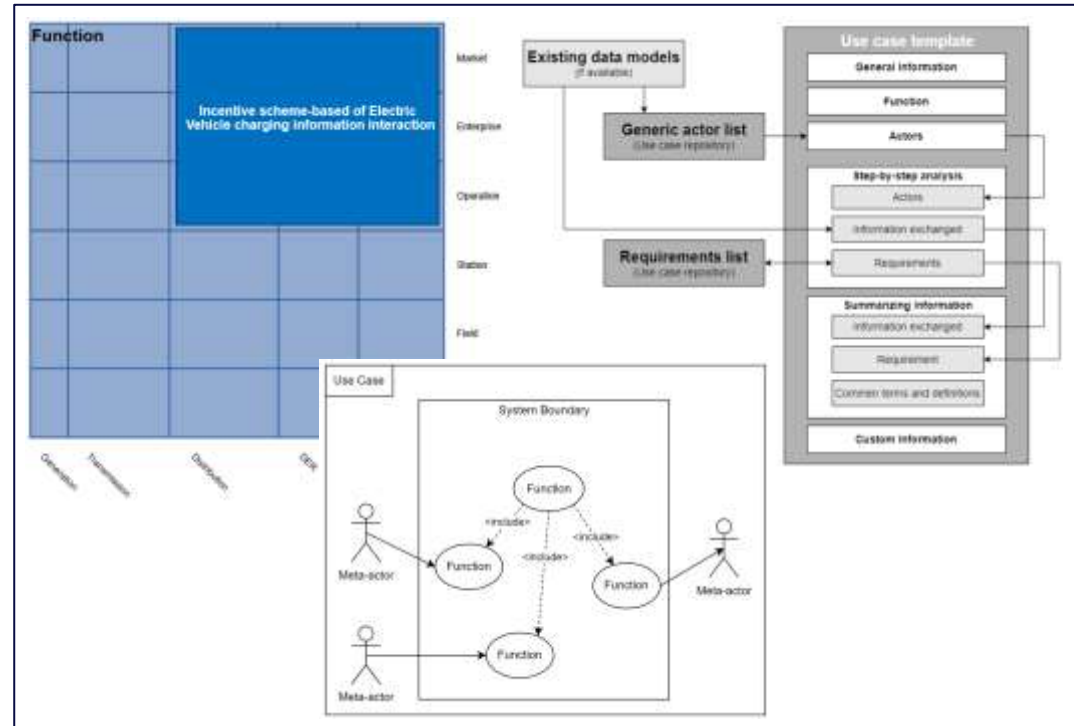 Function
Incentive scheme-based of Electric
Vehicle charging information interaction
Market
Enterprise
Operation
Station
Field
Generation
Transmission
Distribution
DER
Existing data models
(if available)
Generic actor list
(Use case repository)
Requirements list
(Use case repository)
Use case template
General information
Function
Actors
Step-by-step analysis
Actors
Information exchanged
Requirements
Summarizing information
Information exchanged
Requirement
Common terms and definitions
Custom information
Use Case
System Boundary
Function
<include>
<include>
<include>
Function
Function
Function
Meta-actor
Meta-actor
Meta-actor